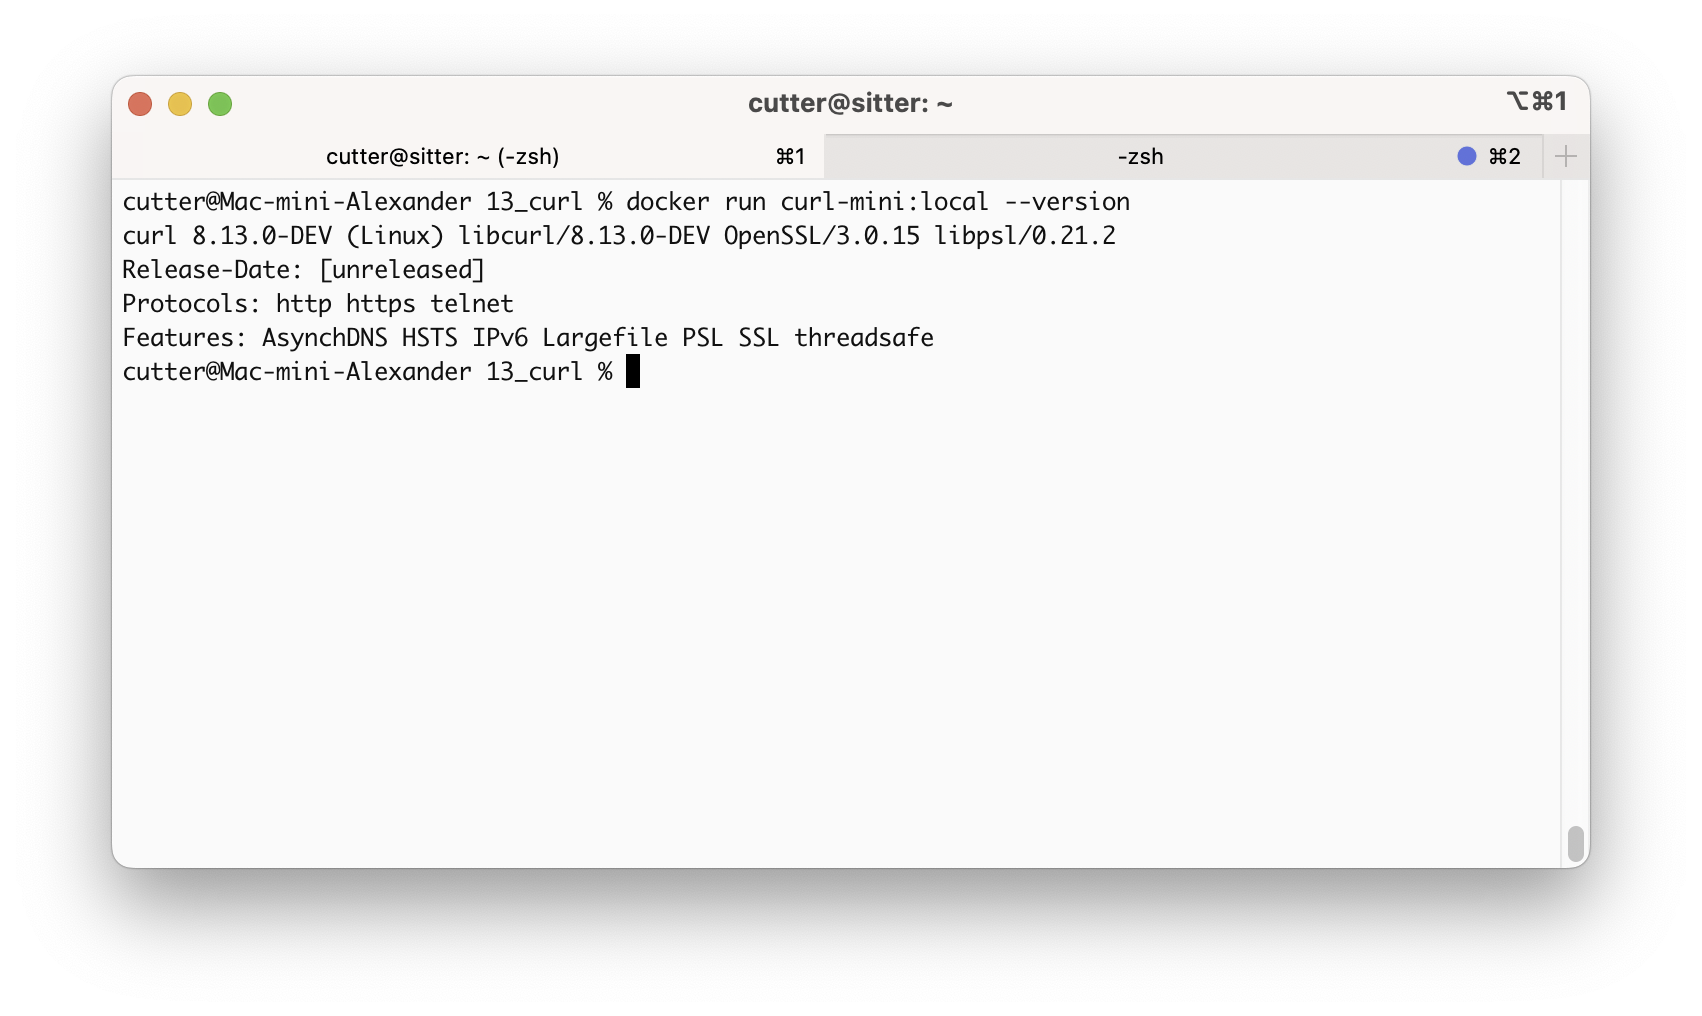 cutter@sitter: ~
⌥⌘1
cutter@sitter: ~ (-zsh) ⌘1
-zsh ⌘2
cutter@Mac-mini-Alexander 13_curl % docker run curl-mini:local --version
curl 8.13.0-DEV (Linux) libcurl/8.13.0-DEV OpenSSL/3.0.15 libpsl/0.21.2
Release-Date: [unreleased]
Protocols: http https telnet
Features: AsynchDNS HSTS IPv6 Largefile PSL SSL threadsafe
cutter@Mac-mini-Alexander 13_curl %